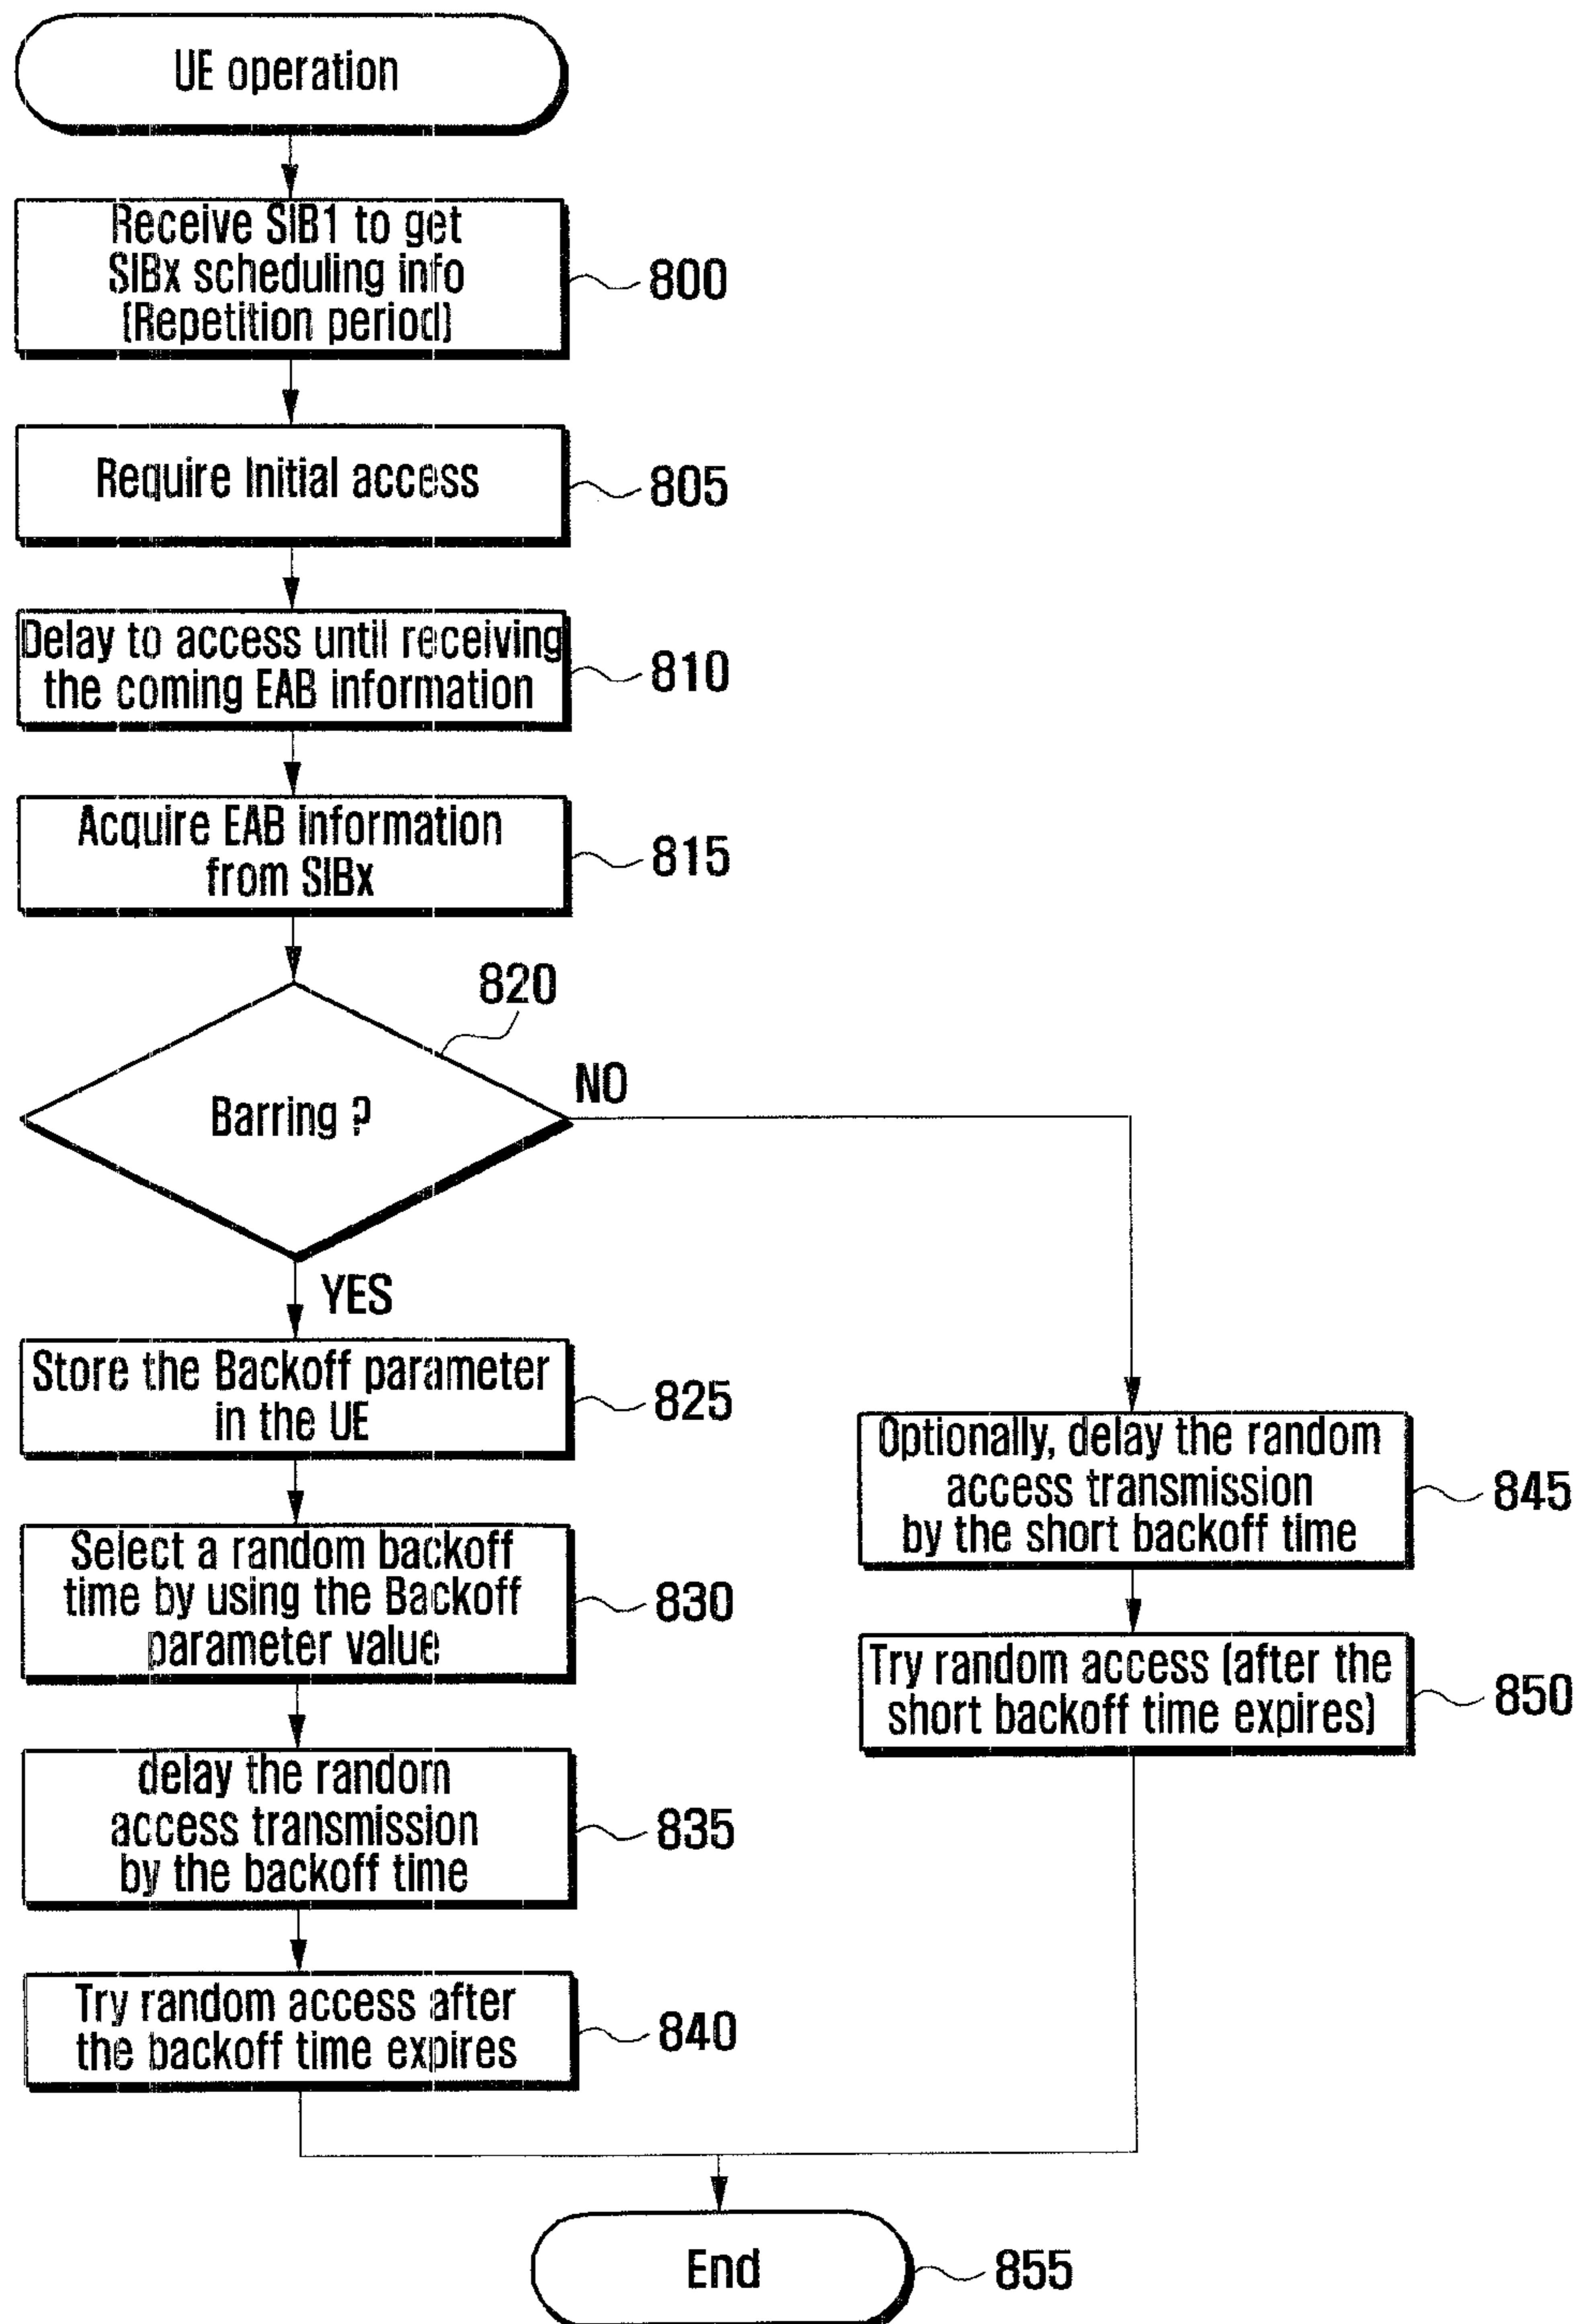 UE operation
Receive SIB1 to get
SIBx scheduling info
(Repetition period)
800
Require Initial access
805
Delay to access until receiving
the coming EAB information
810
Acquire EAB information
from SIBx
815
820
Barring ?
NO
YES
Store the Backoff parameter
in the UE
825
Select a random backoff
time by using the Backoff
parameter value
830
delay the random
access transmission
by the backoff time
835
Try random access after
the backoff time expires
840
Optionally, delay the random
access transmission
by the short backoff time
845
Try random access (after the
short backoff time expires)
850
End
855